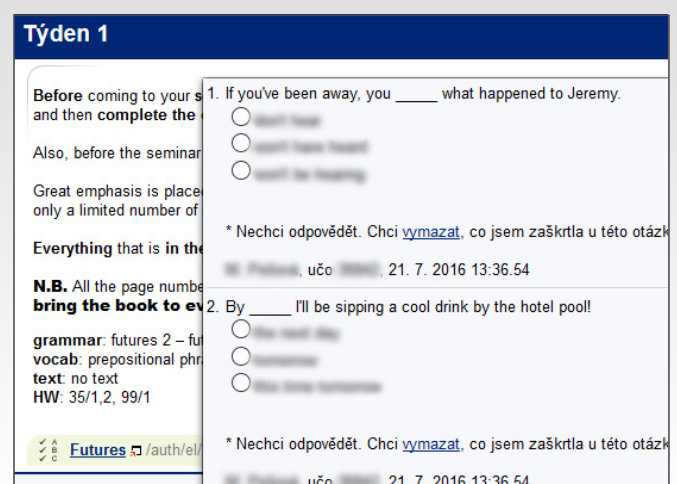 Týden 1
Before coming to your s
and then complete the
Also, before the seminar
Great emphasis is place
only a limited number of
Everything that is in the
N.B. All the page numbe
bring the book to ev
grammar: futures 2 – fut
vocab: prepositional phra
text: no text
HW: 35/1,2, 99/1
Futures /auth/el/
1. If you've been away, you _____ what happened to Jeremy.
* Nechci odpovědět. Chci vymazat, co jsem zaškrtla u této otázk
, učo , 21. 7. 2016 13:36.54
2. By _____ I'll be sipping a cool drink by the hotel pool!
* Nechci odpovědět. Chci vymazat, co jsem zaškrtla u této otázk
, učo , 21. 7. 2016 13:36.54